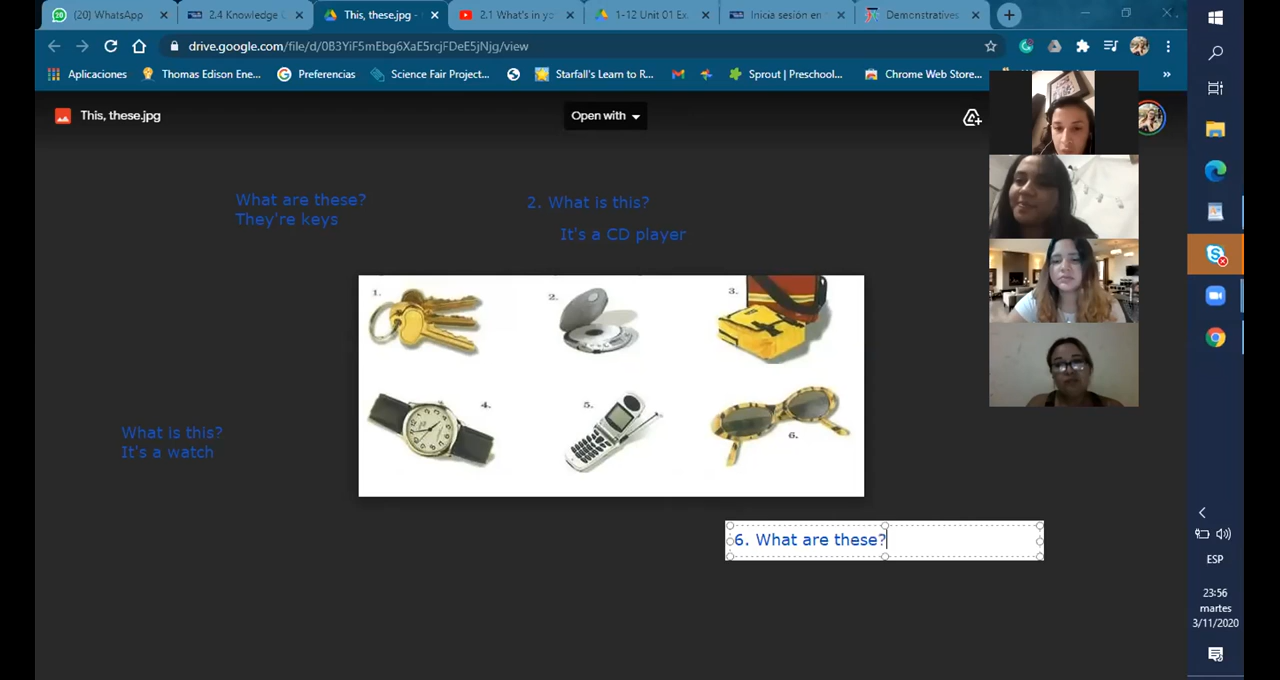 (20) WhatsApp
2.4 Knowledge C
This, these.jpg -
2.1 What's in yo
1-12 Unit 01 Ex
Inicia sesión en
Demonstratives
drive.google.com/file/d/0B3YiF5mEbg6XaE5rcjFDeE5jNjg/view
Aplicaciones
Thomas Edison Ene...
Preferencias
Science Fair Project...
Starfall's Learn to R...
Sprout | Preschool...
Chrome Web Store...
»
This, these.jpg
Open with
What are these?
They're keys
2. What is this?
It's a CD player
1.
2.
3.
4.
5.
6.
What is this?
It's a watch
6. What are these?
ESP
23:56
martes
3/11/2020